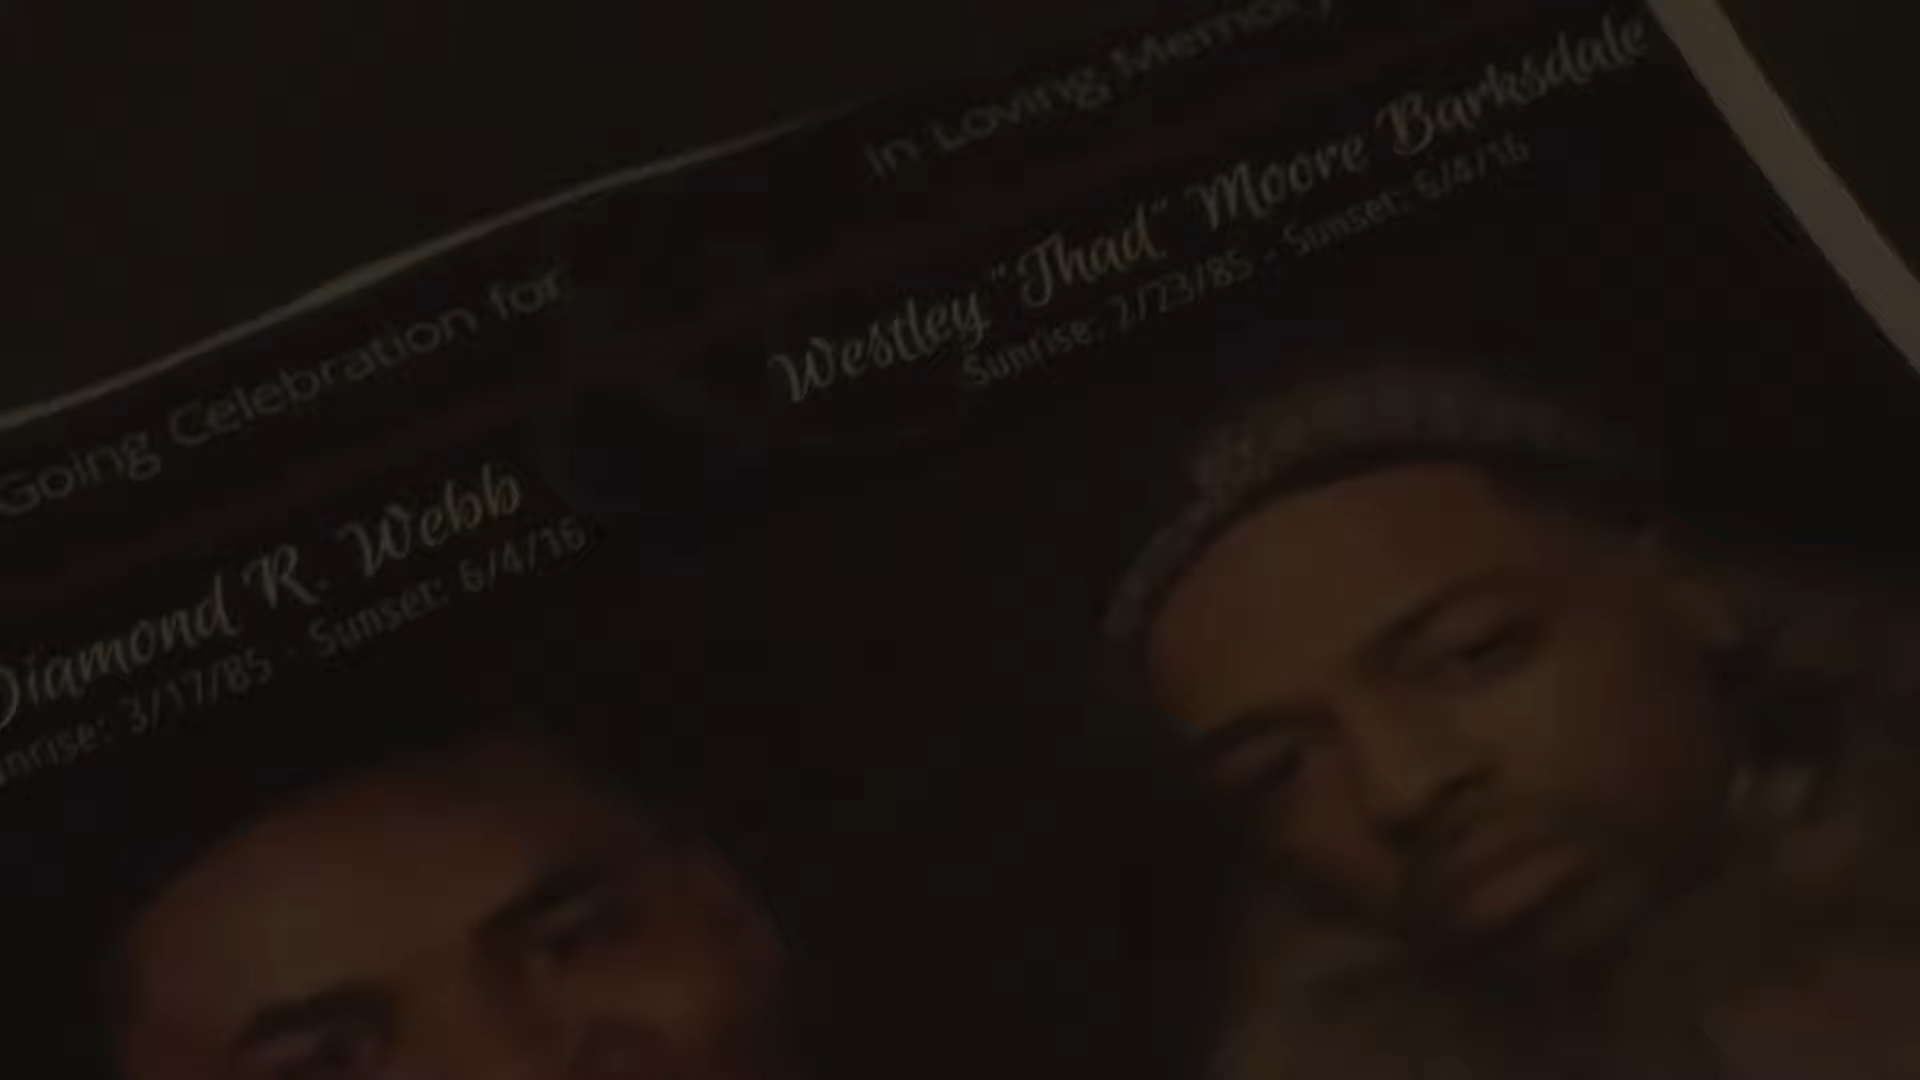 Going Celebration for
Diamond R. Webb
nrise: 3/17/85 - Sunset: 6/4/16
In Loving Memory
Westley "Thad" Moore Barksdale
Sunrise: 2/23/85 - Sunset: 6/4/16